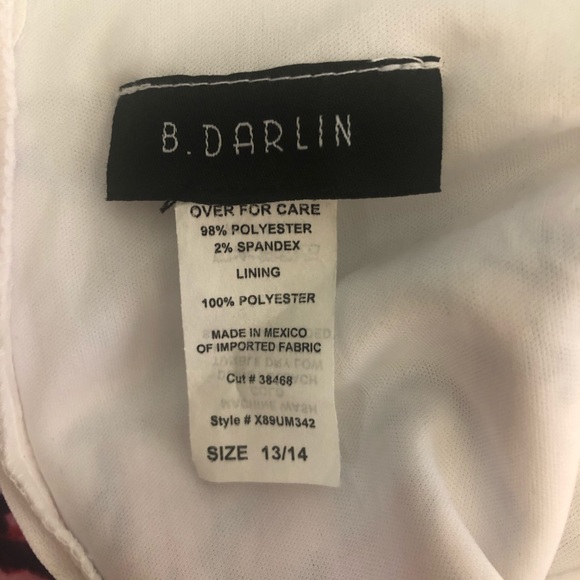 B. DARLIN
OVER FOR CARE
98% POLYESTER
2% SPANDEX
LINING
100% POLYESTER
MADE IN MEXICO
OF IMPORTED FABRIC
Cut # 38468
Style # X89UM342
SIZE 13/14